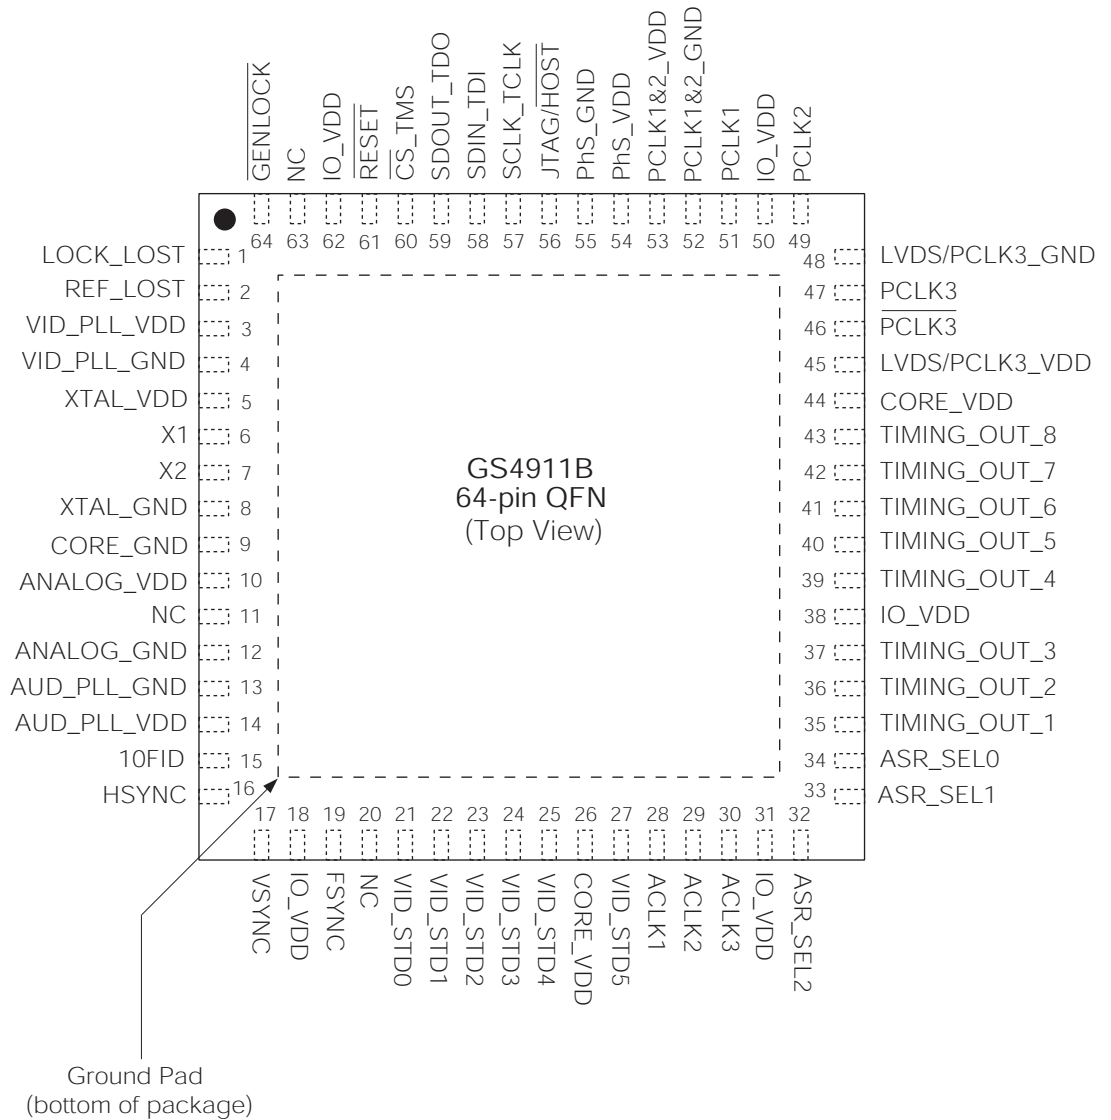 GENLOCK
NC
IO_VDD
RESET
CS_TMS
SDOUT_TDO
SDIN_TDI
SCLK_TCLK
JTAG/HOST
PhS_GND
PhS_VDD
PCLK1&2_VDD
PCLK1&2_GND
PCLK1
IO_VDD
PCLK2
64 63 62 61 60 59 58 57 56 55 54 53 52 51 50 49
LOCK_LOST 1
REF_LOST 2
VID_PLL_VDD 3
VID_PLL_GND 4
XTAL_VDD 5
X1 6
X2 7
XTAL_GND 8
CORE_GND 9
ANALOG_VDD 10
NC 11
ANALOG_GND 12
AUD_PLL_GND 13
AUD_PLL_VDD 14
10FID 15
HSYNC 16
GS4911B
64-pin QFN
(Top View)
48 LVDS/PCLK3_GND
47 PCLK3
46 PCLK3
45 LVDS/PCLK3_VDD
44 CORE_VDD
43 TIMING_OUT_8
42 TIMING_OUT_7
41 TIMING_OUT_6
40 TIMING_OUT_5
39 TIMING_OUT_4
38 IO_VDD
37 TIMING_OUT_3
36 TIMING_OUT_2
35 TIMING_OUT_1
34 ASR_SEL0
33 ASR_SEL1
17 18 19 20 21 22 23 24 25 26 27 28 29 30 31 32
VSYNC
IO_VDD
FSYNC
NC
VID_STD0
VID_STD1
VID_STD2
VID_STD3
VID_STD4
CORE_VDD
VID_STD5
ACLK1
ACLK2
ACLK3
IO_VDD
ASR_SEL2
Ground Pad
(bottom of package)